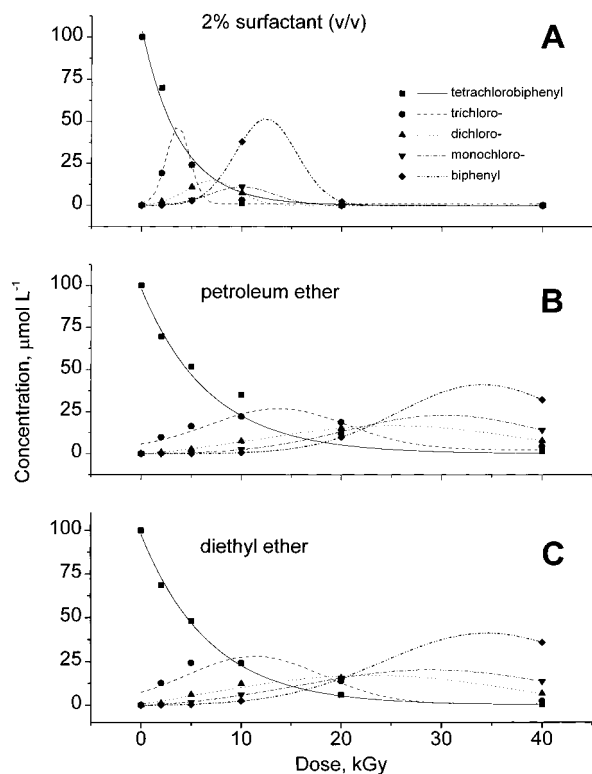 2% surfactant (v/v)
A
100
75
50
25
0
tetrachlorobiphenyl
trichloro-
dichloro-
monochloro-
biphenyl
petroleum ether
B
100
75
50
25
0
Concentration, μmol L⁻¹
diethyl ether
C
100
75
50
25
0
0 10 20 30 40
Dose, kGy